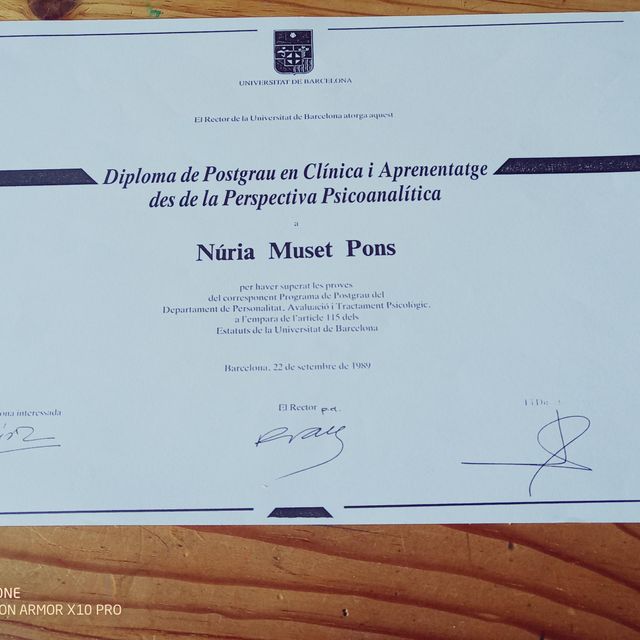 UNIVERSITAT DE BARCELONA
El Rector de la Universitat de Barcelona atorga aquest
Diploma de Postgrau en Clínica i Aprenentatge
des de la Perspectiva Psicoanalítica
a
Núria Muset Pons
per haver superat les proves
del corresponent Programa de Postgrau del
Departament de Personalitat, Avaluació i Tractament Psicològic,
a l'empara de l'article 115 dels
Estatuts de la Universitat de Barcelona
Barcelona, 22 de setembre de 1989
ona interessada
El Rector p.d.
ONE
ON ARMOR X10 PRO